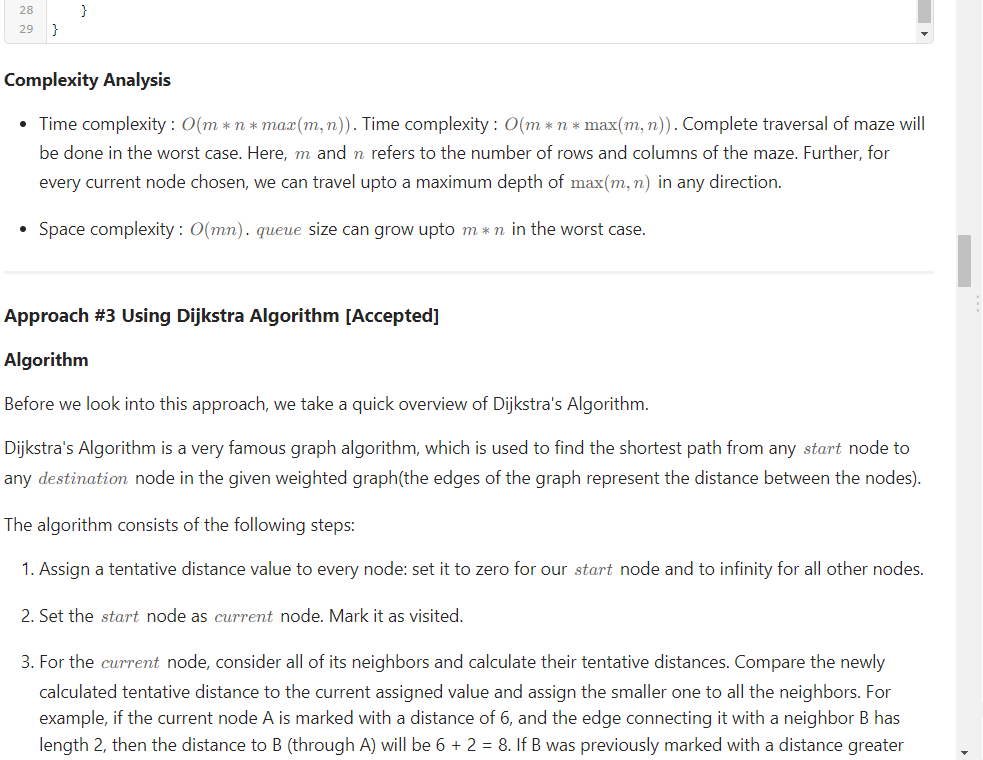 28 }
29 }
Complexity Analysis
• Time complexity : O(m ∗ n ∗ max(m, n)). Time complexity : O(m ∗ n ∗ max(m, n)). Complete traversal of maze will
be done in the worst case. Here, m and n refers to the number of rows and columns of the maze. Further, for
every current node chosen, we can travel upto a maximum depth of max(m, n) in any direction.
• Space complexity : O(mn). queue size can grow upto m ∗ n in the worst case.
Approach #3 Using Dijkstra Algorithm [Accepted]
Algorithm
Before we look into this approach, we take a quick overview of Dijkstra's Algorithm.
Dijkstra's Algorithm is a very famous graph algorithm, which is used to find the shortest path from any start node to
any destination node in the given weighted graph(the edges of the graph represent the distance between the nodes).
The algorithm consists of the following steps:
1. Assign a tentative distance value to every node: set it to zero for our start node and to infinity for all other nodes.
2. Set the start node as current node. Mark it as visited.
3. For the current node, consider all of its neighbors and calculate their tentative distances. Compare the newly
calculated tentative distance to the current assigned value and assign the smaller one to all the neighbors. For
example, if the current node A is marked with a distance of 6, and the edge connecting it with a neighbor B has
length 2, then the distance to B (through A) will be 6 + 2 = 8. If B was previously marked with a distance greater